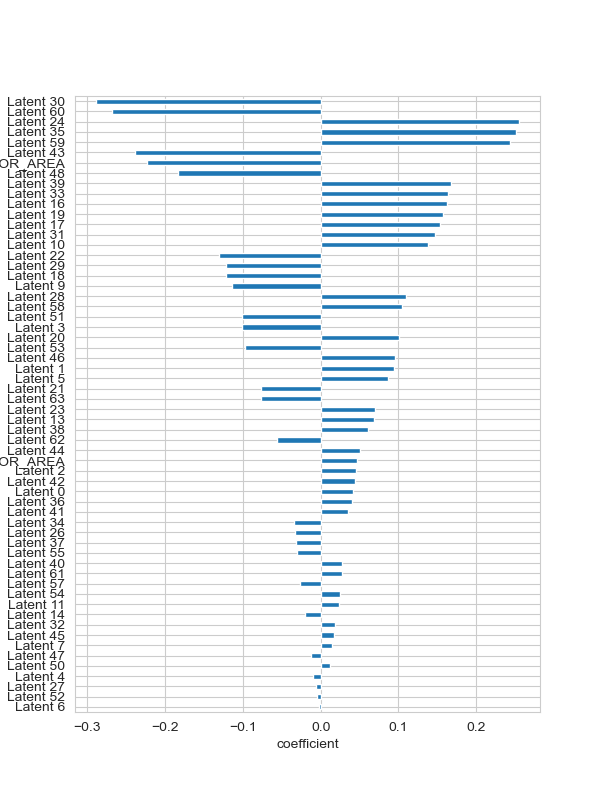 Latent 30
Latent 60
Latent 24
Latent 35
Latent 59
Latent 43
OR_AREA
Latent 48
Latent 39
Latent 33
Latent 16
Latent 19
Latent 17
Latent 31
Latent 10
Latent 22
Latent 29
Latent 18
Latent 9
Latent 28
Latent 58
Latent 51
Latent 3
Latent 20
Latent 53
Latent 46
Latent 1
Latent 5
Latent 21
Latent 63
Latent 23
Latent 13
Latent 38
Latent 62
Latent 44
OR_AREA
Latent 2
Latent 42
Latent 0
Latent 36
Latent 41
Latent 34
Latent 26
Latent 37
Latent 55
Latent 40
Latent 61
Latent 57
Latent 54
Latent 11
Latent 14
Latent 32
Latent 45
Latent 7
Latent 47
Latent 50
Latent 4
Latent 27
Latent 52
Latent 6
−0.3 −0.2 −0.1 0.0 0.1 0.2
coefficient